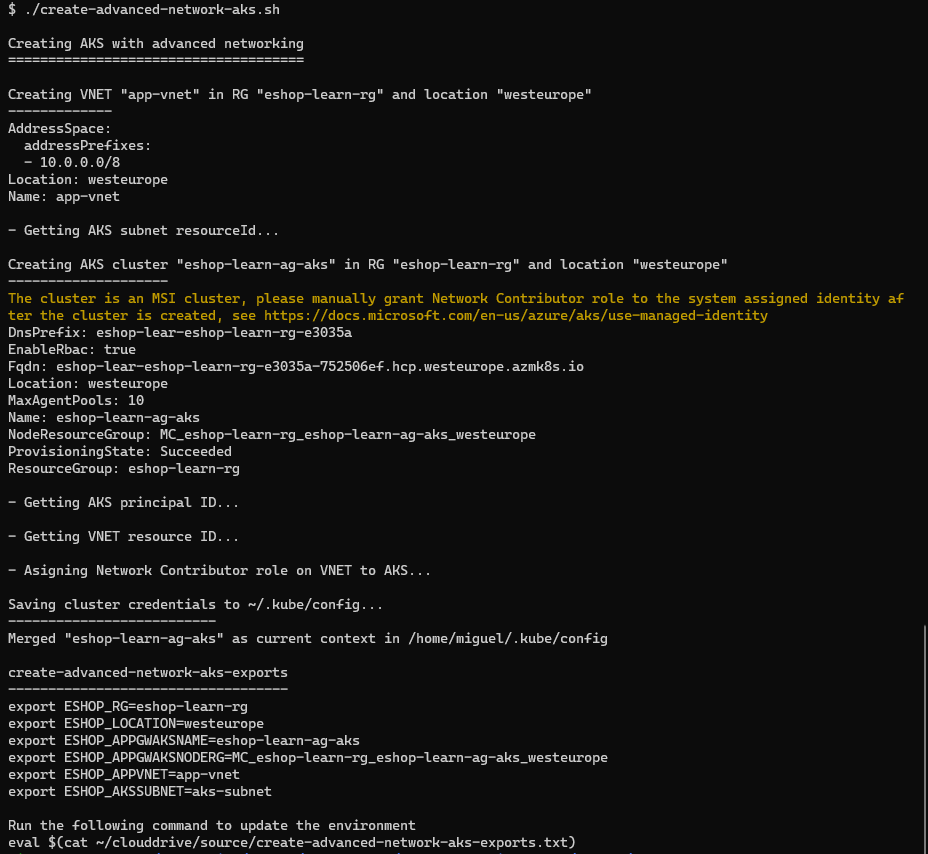 $ ./create-advanced-network-aks.sh
Creating AKS with advanced networking
=====================================
Creating VNET "app-vnet" in RG "eshop-learn-rg" and location "westeurope"
-------------
AddressSpace:
  addressPrefixes:
  - 10.0.0.0/8
Location: westeurope
Name: app-vnet
- Getting AKS subnet resourceId...
Creating AKS cluster "eshop-learn-ag-aks" in RG "eshop-learn-rg" and location "westeurope"
--------------------
The cluster is an MSI cluster, please manually grant Network Contributor role to the system assigned identity af
ter the cluster is created, see https://docs.microsoft.com/en-us/azure/aks/use-managed-identity
DnsPrefix: eshop-lear-eshop-learn-rg-e3035a
EnableRbac: true
Fqdn: eshop-lear-eshop-learn-rg-e3035a-752506ef.hcp.westeurope.azmk8s.io
Location: westeurope
MaxAgentPools: 10
Name: eshop-learn-ag-aks
NodeResourceGroup: MC_eshop-learn-rg_eshop-learn-ag-aks_westeurope
ProvisioningState: Succeeded
ResourceGroup: eshop-learn-rg
- Getting AKS principal ID...
- Getting VNET resource ID...
- Asigning Network Contributor role on VNET to AKS...
Saving cluster credentials to ~/.kube/config...
--------------------------
Merged "eshop-learn-ag-aks" as current context in /home/miguel/.kube/config
create-advanced-network-aks-exports
-----------------------------------
export ESHOP_RG=eshop-learn-rg
export ESHOP_LOCATION=westeurope
export ESHOP_APPGWAKSNAME=eshop-learn-ag-aks
export ESHOP_APPGWAKSNODERG=MC_eshop-learn-rg_eshop-learn-ag-aks_westeurope
export ESHOP_APPVNET=app-vnet
export ESHOP_AKSSUBNET=aks-subnet
Run the following command to update the environment
eval $(cat ~/clouddrive/source/create-advanced-network-aks-exports.txt)